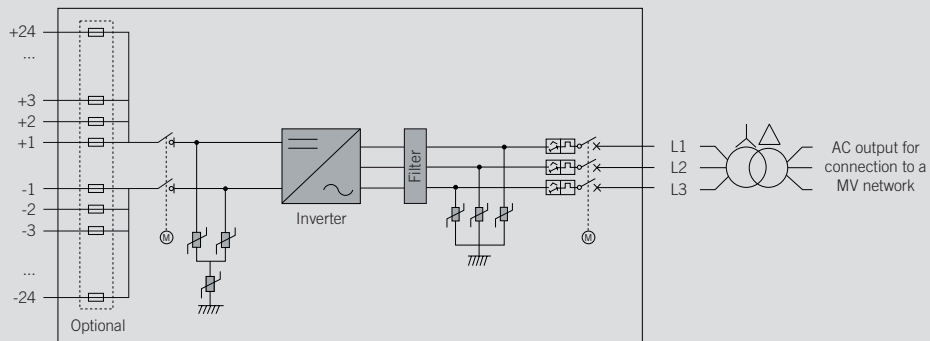 +24
...
+3
+2
+1
-1
-2
-3
...
-24
Optional
M
Inverter
Filter
M
L1
L2
L3
AC output for
connection to a
MV network